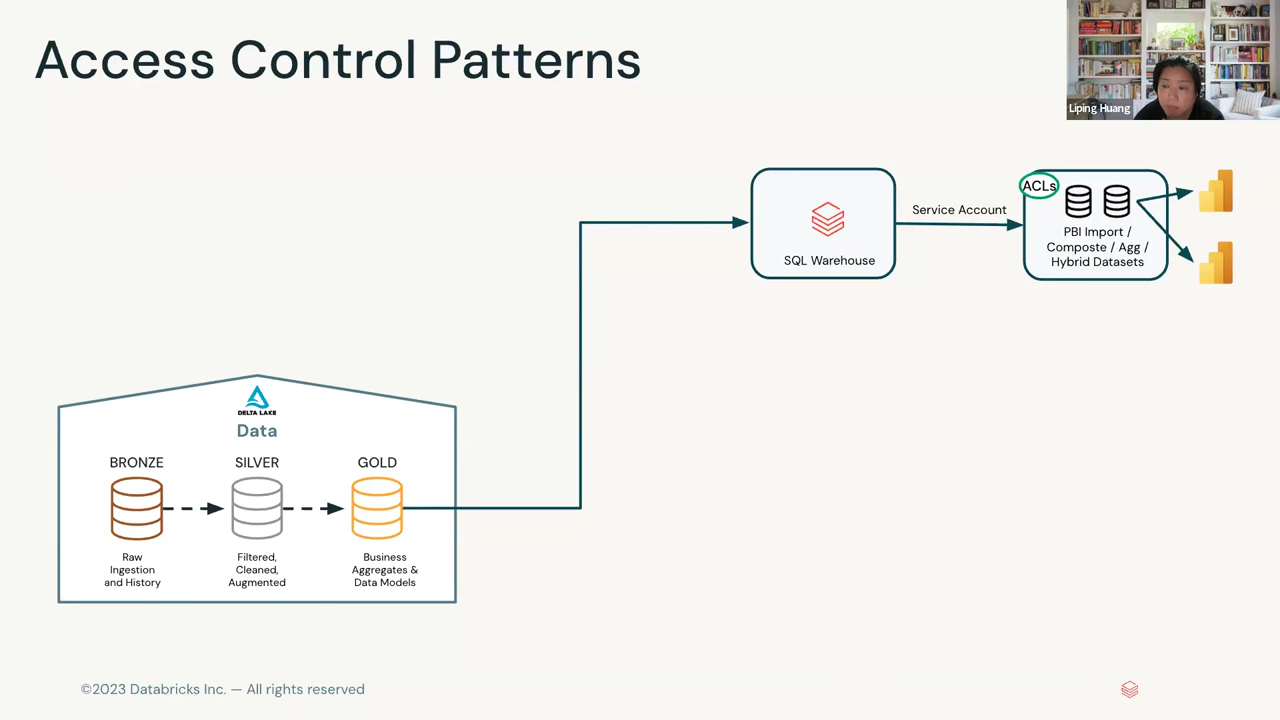 Access Control Patterns
Liping Huang
SQL Warehouse
Service Account
ACLs
PBI Import /
Composte / Agg /
Hybrid Datasets
DELTA LAKE
Data
BRONZE
SILVER
GOLD
Raw
Ingestion
and History
Filtered,
Cleaned,
Augmented
Business
Aggregates &
Data Models
©2023 Databricks Inc. — All rights reserved